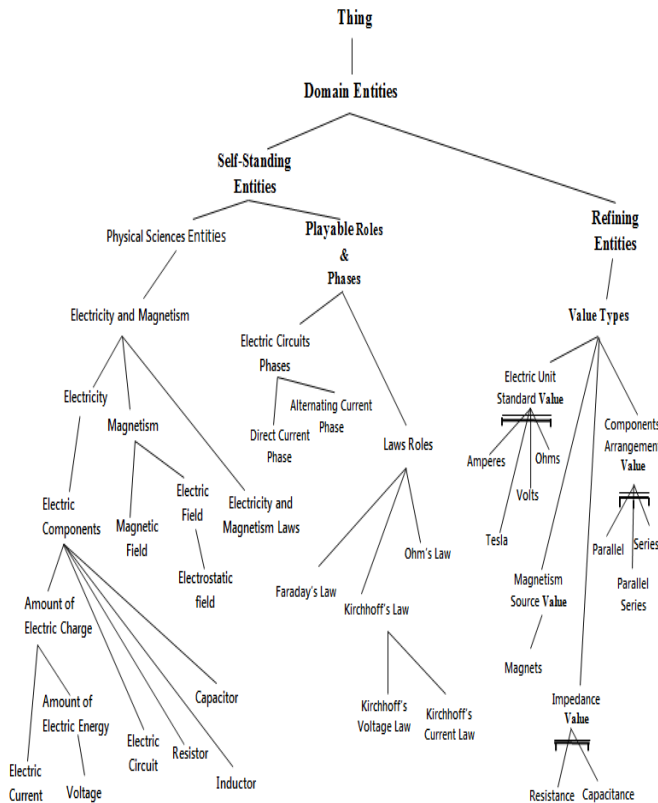 Thing
Domain Entities
Self-Standing
Entities
Refining
Entities
Physical Sciences Entities
Playable Roles
&
Phases
Electricity and Magnetism
Value Types
Electric Circuits
Phases
Electric Unit
Standard Value
Electricity
Magnetism
Alternating Current
Phase
Direct Current
Phase
Laws Roles
Components
Arrangement
Value
Amperes
Ohms
Volts
Tesla
Electric
Components
Magnetic
Field
Electric
Field
Electricity and
Magnetism Laws
Electrostatic
field
Ohm's Law
Faraday's Law
Kirchhoff's Law
Parallel
Series
Parallel
Series
Magnetism
Source Value
Magnets
Amount of
Electric Charge
Capacitor
Amount of
Electric Energy
Electric
Circuit
Resistor
Inductor
Electric
Current
Voltage
Kirchhoff's
Voltage Law
Kirchhoff's
Current Law
Impedance
Value
Resistance
Capacitance